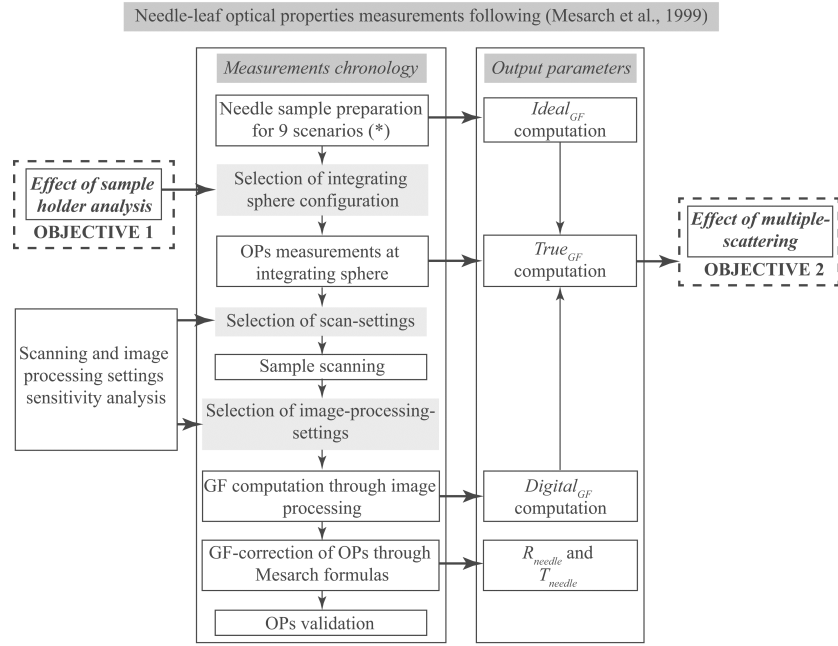 Needle-leaf optical properties measurements following (Mesarch et al., 1999)
Measurements chronology
Output parameters
Needle sample preparation
for 9 scenarios (*)
Ideal_GF
computation
Effect of sample
holder analysis
OBJECTIVE 1
Selection of integrating
sphere configuration
OPs measurements at
integrating sphere
True_GF
computation
Effect of multiple-
scattering
OBJECTIVE 2
Scanning and image
processing settings
sensitivity analysis
Selection of scan-settings
Sample scanning
Selection of image-processing-
settings
GF computation through image
processing
Digital_GF
computation
GF-correction of OPs through
Mesarch formulas
R_needle and
T_needle
OPs validation